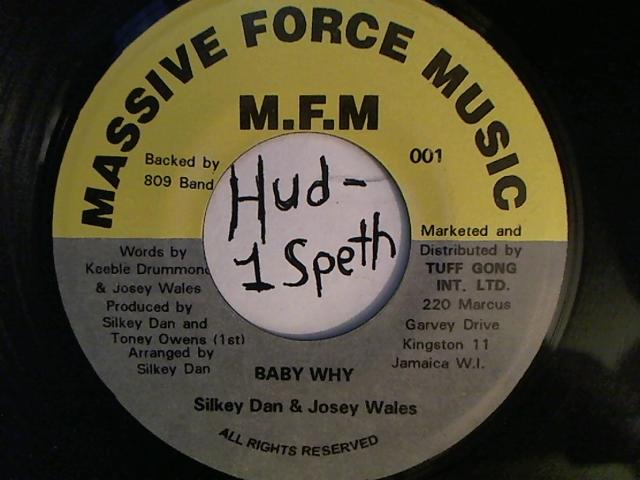 MASSIVE FORCE MUSIC
M.F.M
Backed by
809 Band
001
Hud-
1 Speth
Words by
Keeble Drummond
& Josey Wales
Produced by
Silkey Dan and
Toney Owens (1st)
Arranged by
Silkey Dan
Marketed and
Distributed by
TUFF GONG
INT. LTD.
220 Marcus
Garvey Drive
Kingston 11
Jamaica W.I.
BABY WHY
Silkey Dan & Josey Wales
ALL RIGHTS RESERVED